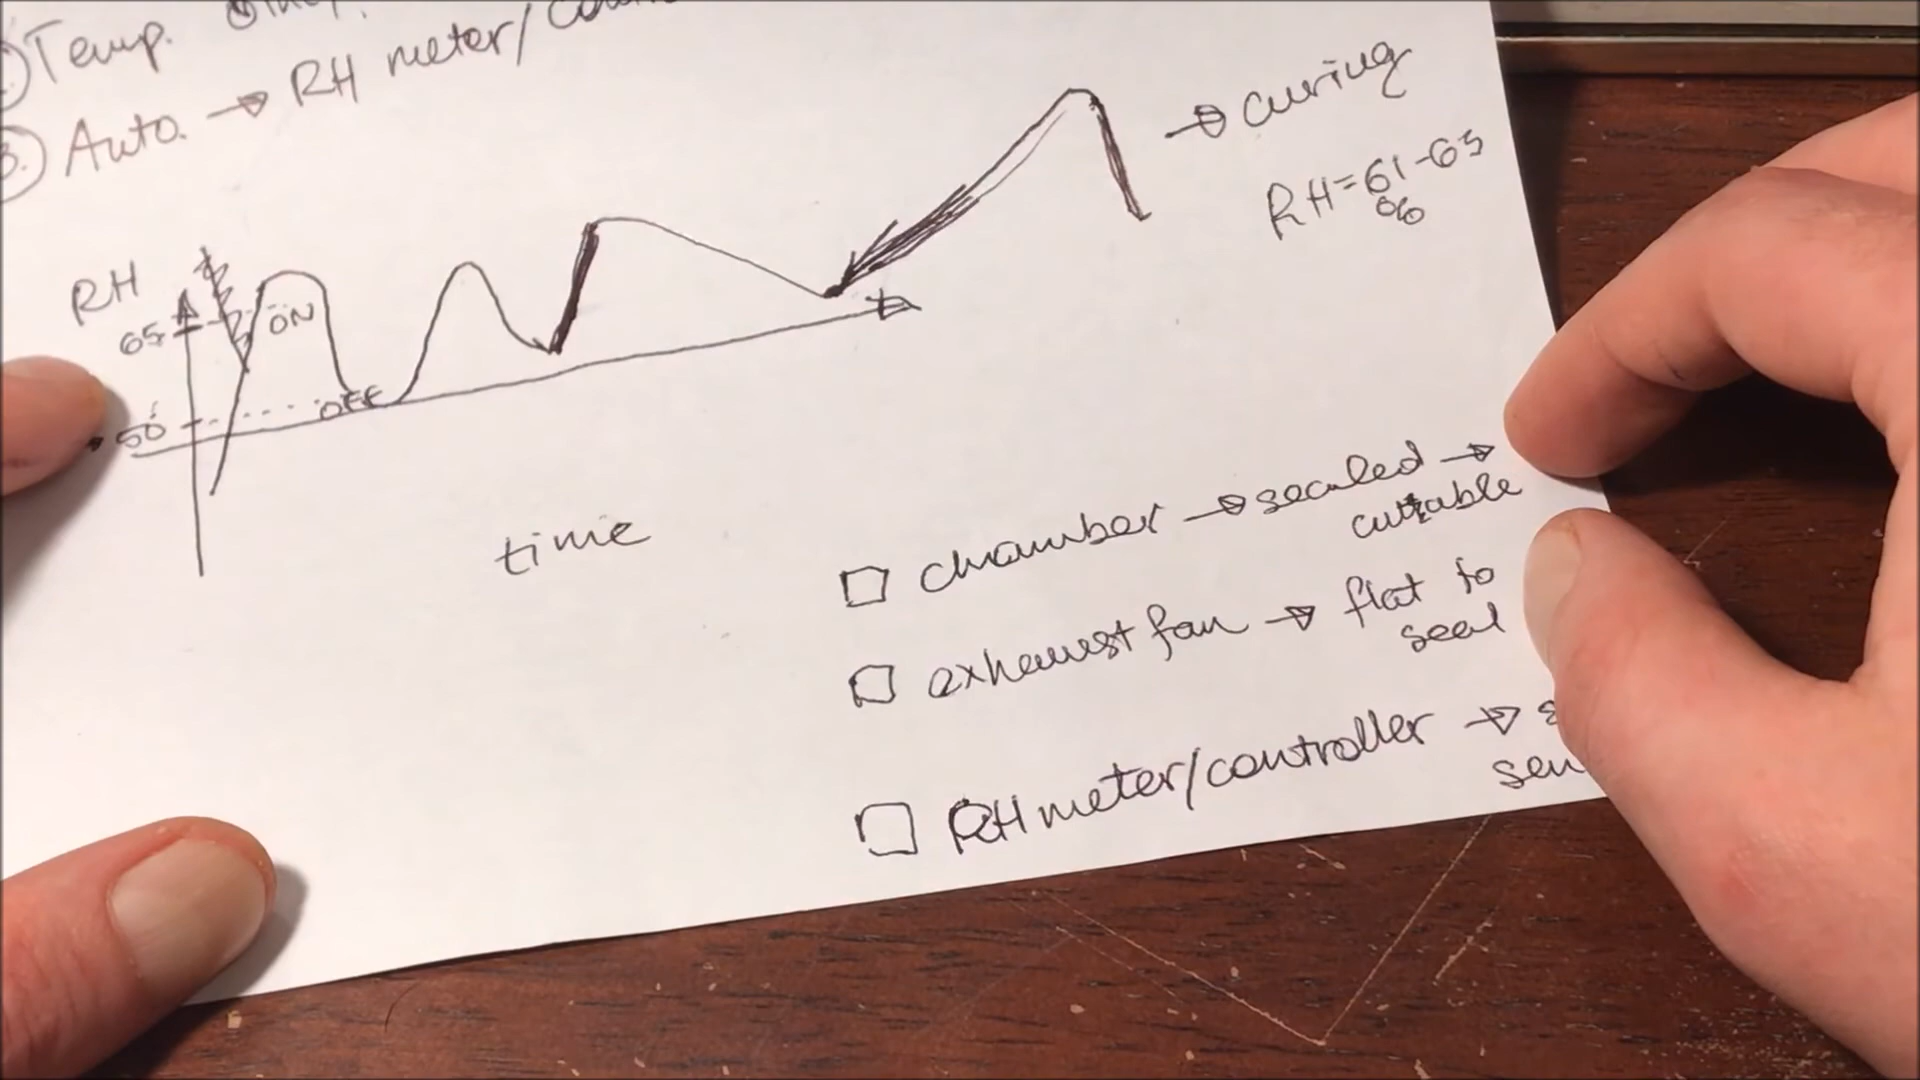 Temp.
3. Auto. → RH meter/
→ curing
RH=61-63
%
RH
65
ON
50
OFF
time
□ chamber → sealed →
cuttable
□ exhaust fan → flat to
seal
□ RH meter/controller →